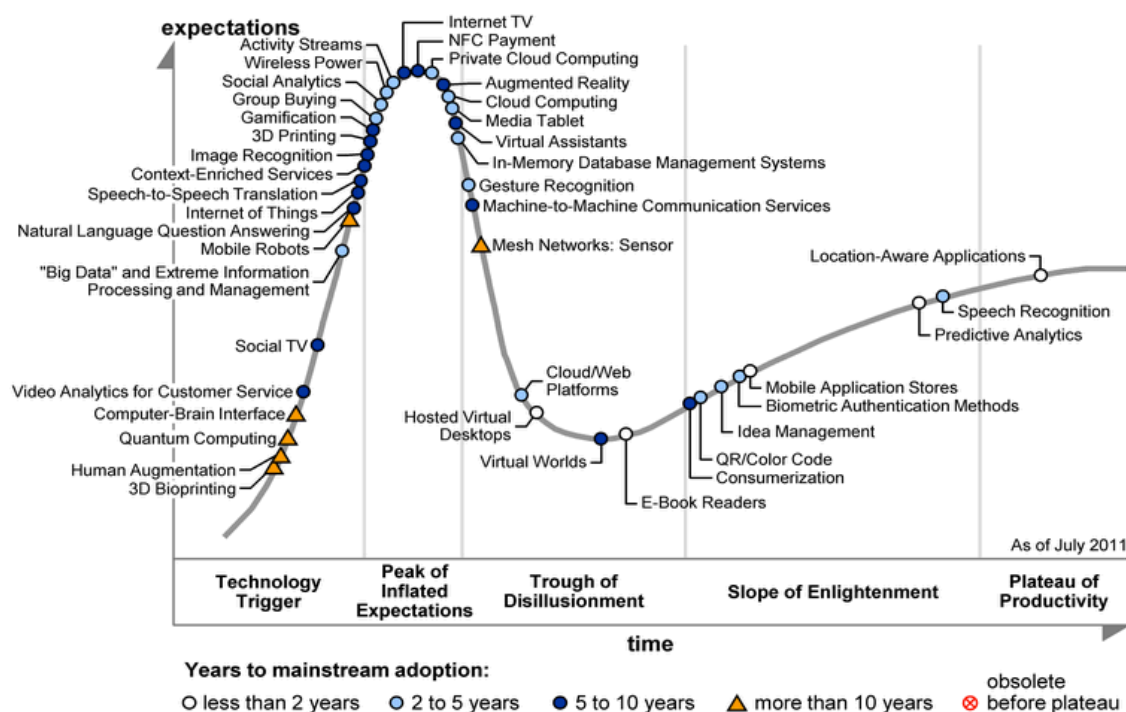 expectations
Internet TV
NFC Payment
Activity Streams
Private Cloud Computing
Wireless Power
Augmented Reality
Social Analytics
Cloud Computing
Group Buying
Media Tablet
Gamification
3D Printing
Virtual Assistants
Image Recognition
In-Memory Database Management Systems
Context-Enriched Services
Speech-to-Speech Translation
Gesture Recognition
Internet of Things
Machine-to-Machine Communication Services
Natural Language Question Answering
Mobile Robots
Mesh Networks: Sensor
"Big Data" and Extreme Information
Processing and Management
Location-Aware Applications
Speech Recognition
Predictive Analytics
Social TV
Video Analytics for Customer Service
Cloud/Web
Platforms
Mobile Application Stores
Computer-Brain Interface
Hosted Virtual
Desktops
Biometric Authentication Methods
Quantum Computing
Idea Management
Human Augmentation
Virtual Worlds
QR/Color Code
3D Bioprinting
Consumerization
E-Book Readers
As of July 2011
Technology
Trigger
Peak of
Inflated
Expectations
Trough of
Disillusionment
Slope of Enlightenment
Plateau of
Productivity
time
Years to mainstream adoption:
less than 2 years
2 to 5 years
5 to 10 years
more than 10 years
obsolete
before plateau